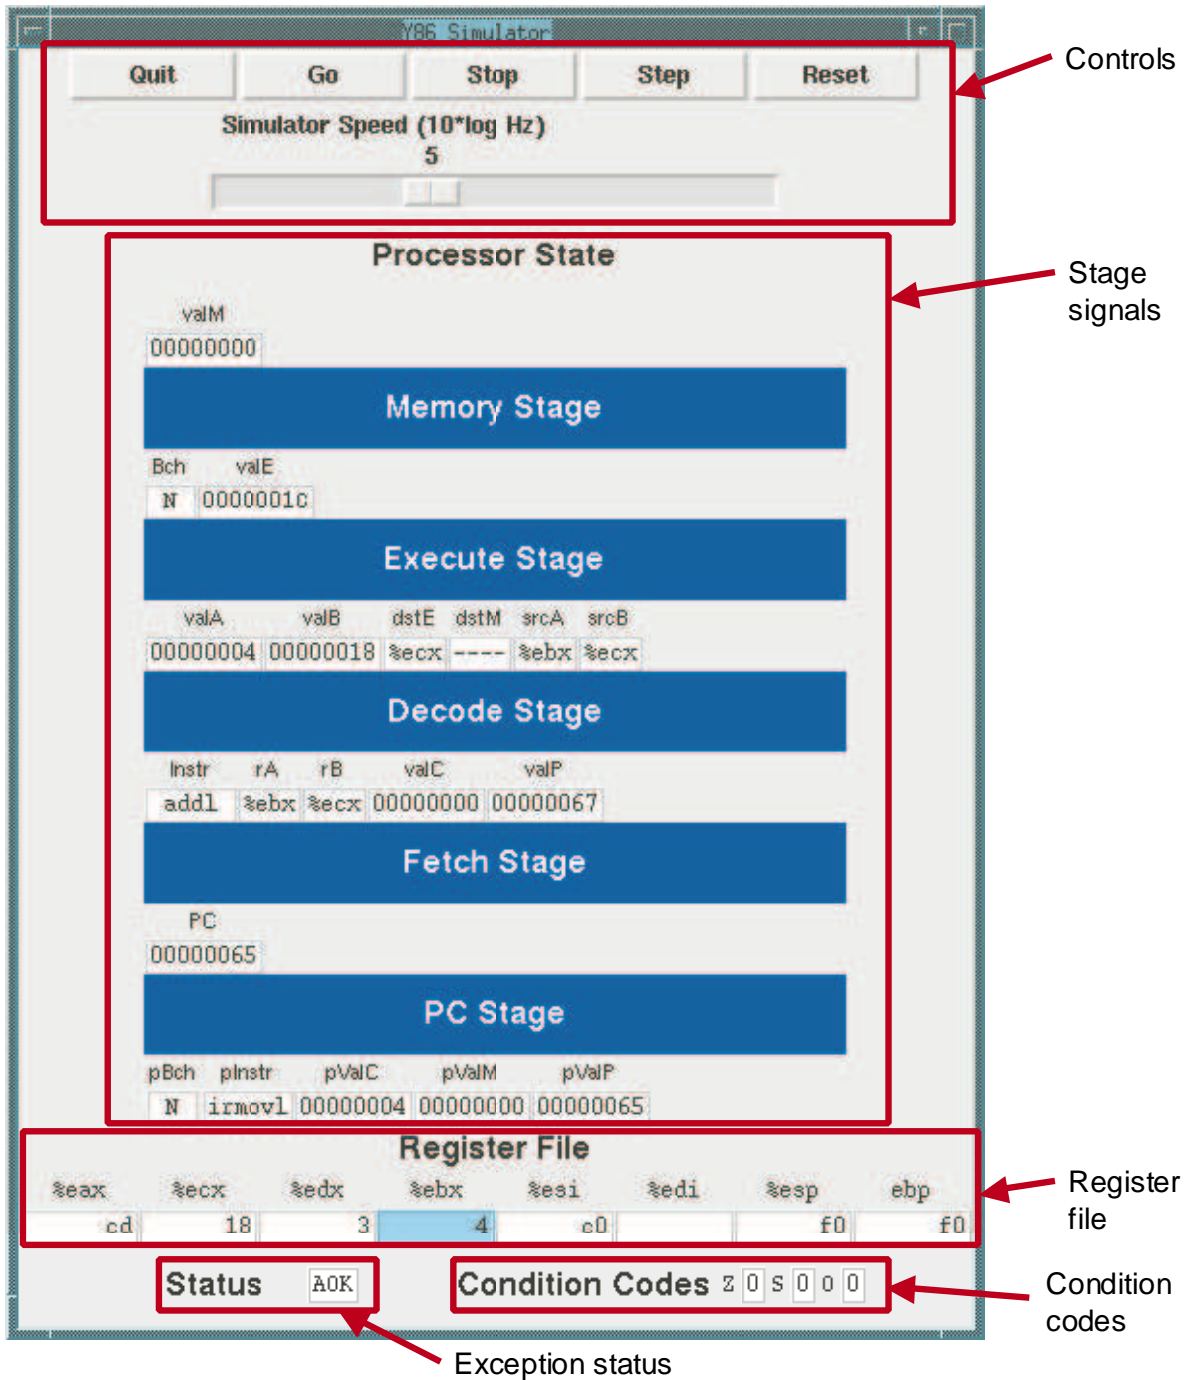 Y86 Simulator
Quit Go Stop Step Reset
Controls
Simulator Speed (10*log Hz)
5
Processor State
Stage
signals
valM
00000000
Memory Stage
Bch valE
N 0000001c
Execute Stage
valA valB dstE dstM srcA srcB
00000004 00000018 %ecx ---- %ebx %ecx
Decode Stage
Instr rA rB valC valP
addl %ebx %ecx 00000000 00000067
Fetch Stage
PC
00000065
PC Stage
pBch pInstr pValC pValM pValP
N irmovl 00000004 00000000 00000065
Register File
%eax %ecx %edx %ebx %esi %edi %esp ebp
cd 18 3 4 c0 f0 f0
Register
file
Status AOK Condition Codes Z 0 S 0 O 0
Condition
codes
Exception status